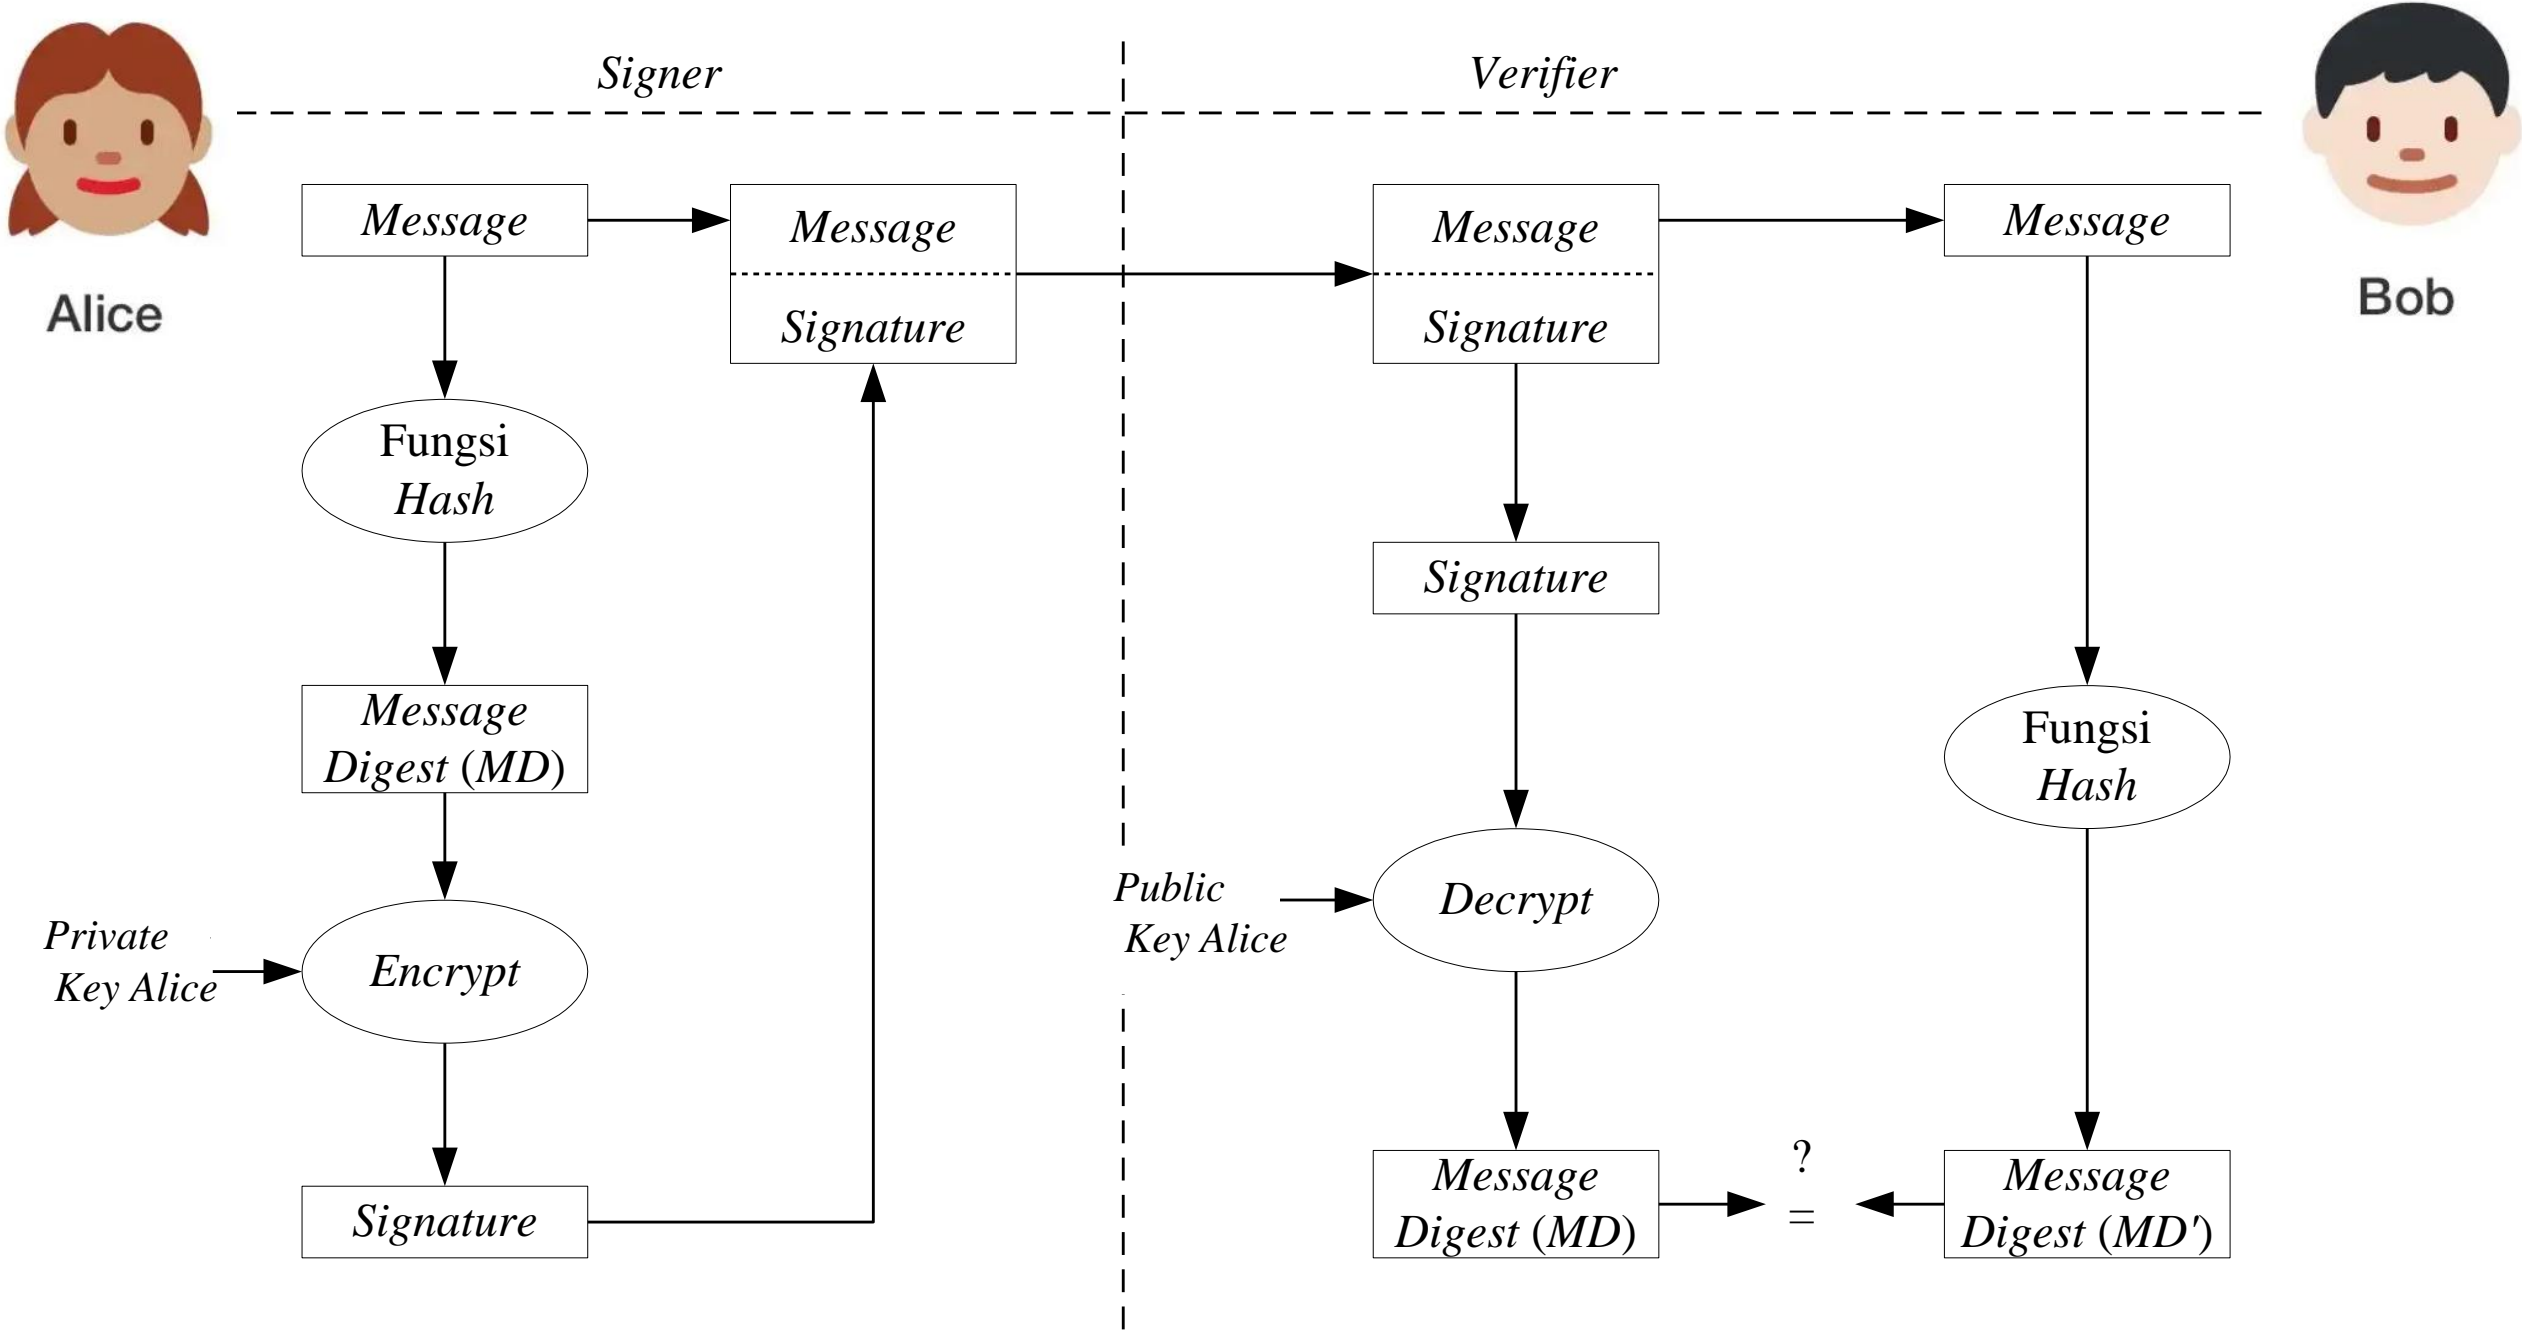 Signer
Verifier
Alice
Bob
Message
Message
Signature
Fungsi
Hash
Message
Digest (MD)
Private
Key Alice
Encrypt
Signature
Message
Signature
Message
Signature
Public
Key Alice
Decrypt
Fungsi
Hash
Message
Digest (MD)
?
=
Message
Digest (MD')